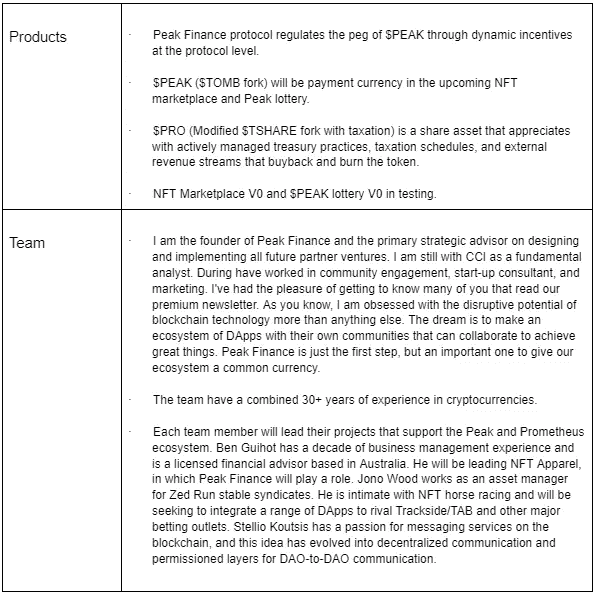 Products
· Peak Finance protocol regulates the peg of $PEAK through dynamic incentives
at the protocol level.
· $PEAK ($TOMB fork) will be payment currency in the upcoming NFT
marketplace and Peak lottery.
· $PRO (Modified $TSHARE fork with taxation) is a share asset that appreciates
with actively managed treasury practices, taxation schedules, and external
revenue streams that buyback and burn the token.
· NFT Marketplace V0 and $PEAK lottery V0 in testing.
Team
· I am the founder of Peak Finance and the primary strategic advisor on designing
and implementing all future partner ventures. I am still with CCI as a fundamental
analyst. During have worked in community engagement, start-up consultant, and
marketing. I've had the pleasure of getting to know many of you that read our
premium newsletter. As you know, I am obsessed with the disruptive potential of
blockchain technology more than anything else. The dream is to make an
ecosystem of DApps with their own communities that can collaborate to achieve
great things. Peak Finance is just the first step, but an important one to give our
ecosystem a common currency.
· The team have a combined 30+ years of experience in cryptocurrencies.
· Each team member will lead their projects that support the Peak and Prometheus
ecosystem. Ben Guihot has a decade of business management experience and
is a licensed financial advisor based in Australia. He will be leading NFT Apparel,
in which Peak Finance will play a role. Jono Wood works as an asset manager
for Zed Run stable syndicates. He is intimate with NFT horse racing and will be
seeking to integrate a range of DApps to rival Trackside/TAB and other major
betting outlets. Stellio Koutsis has a passion for messaging services on the
blockchain, and this idea has evolved into decentralized communication and
permissioned layers for DAO-to-DAO communication.